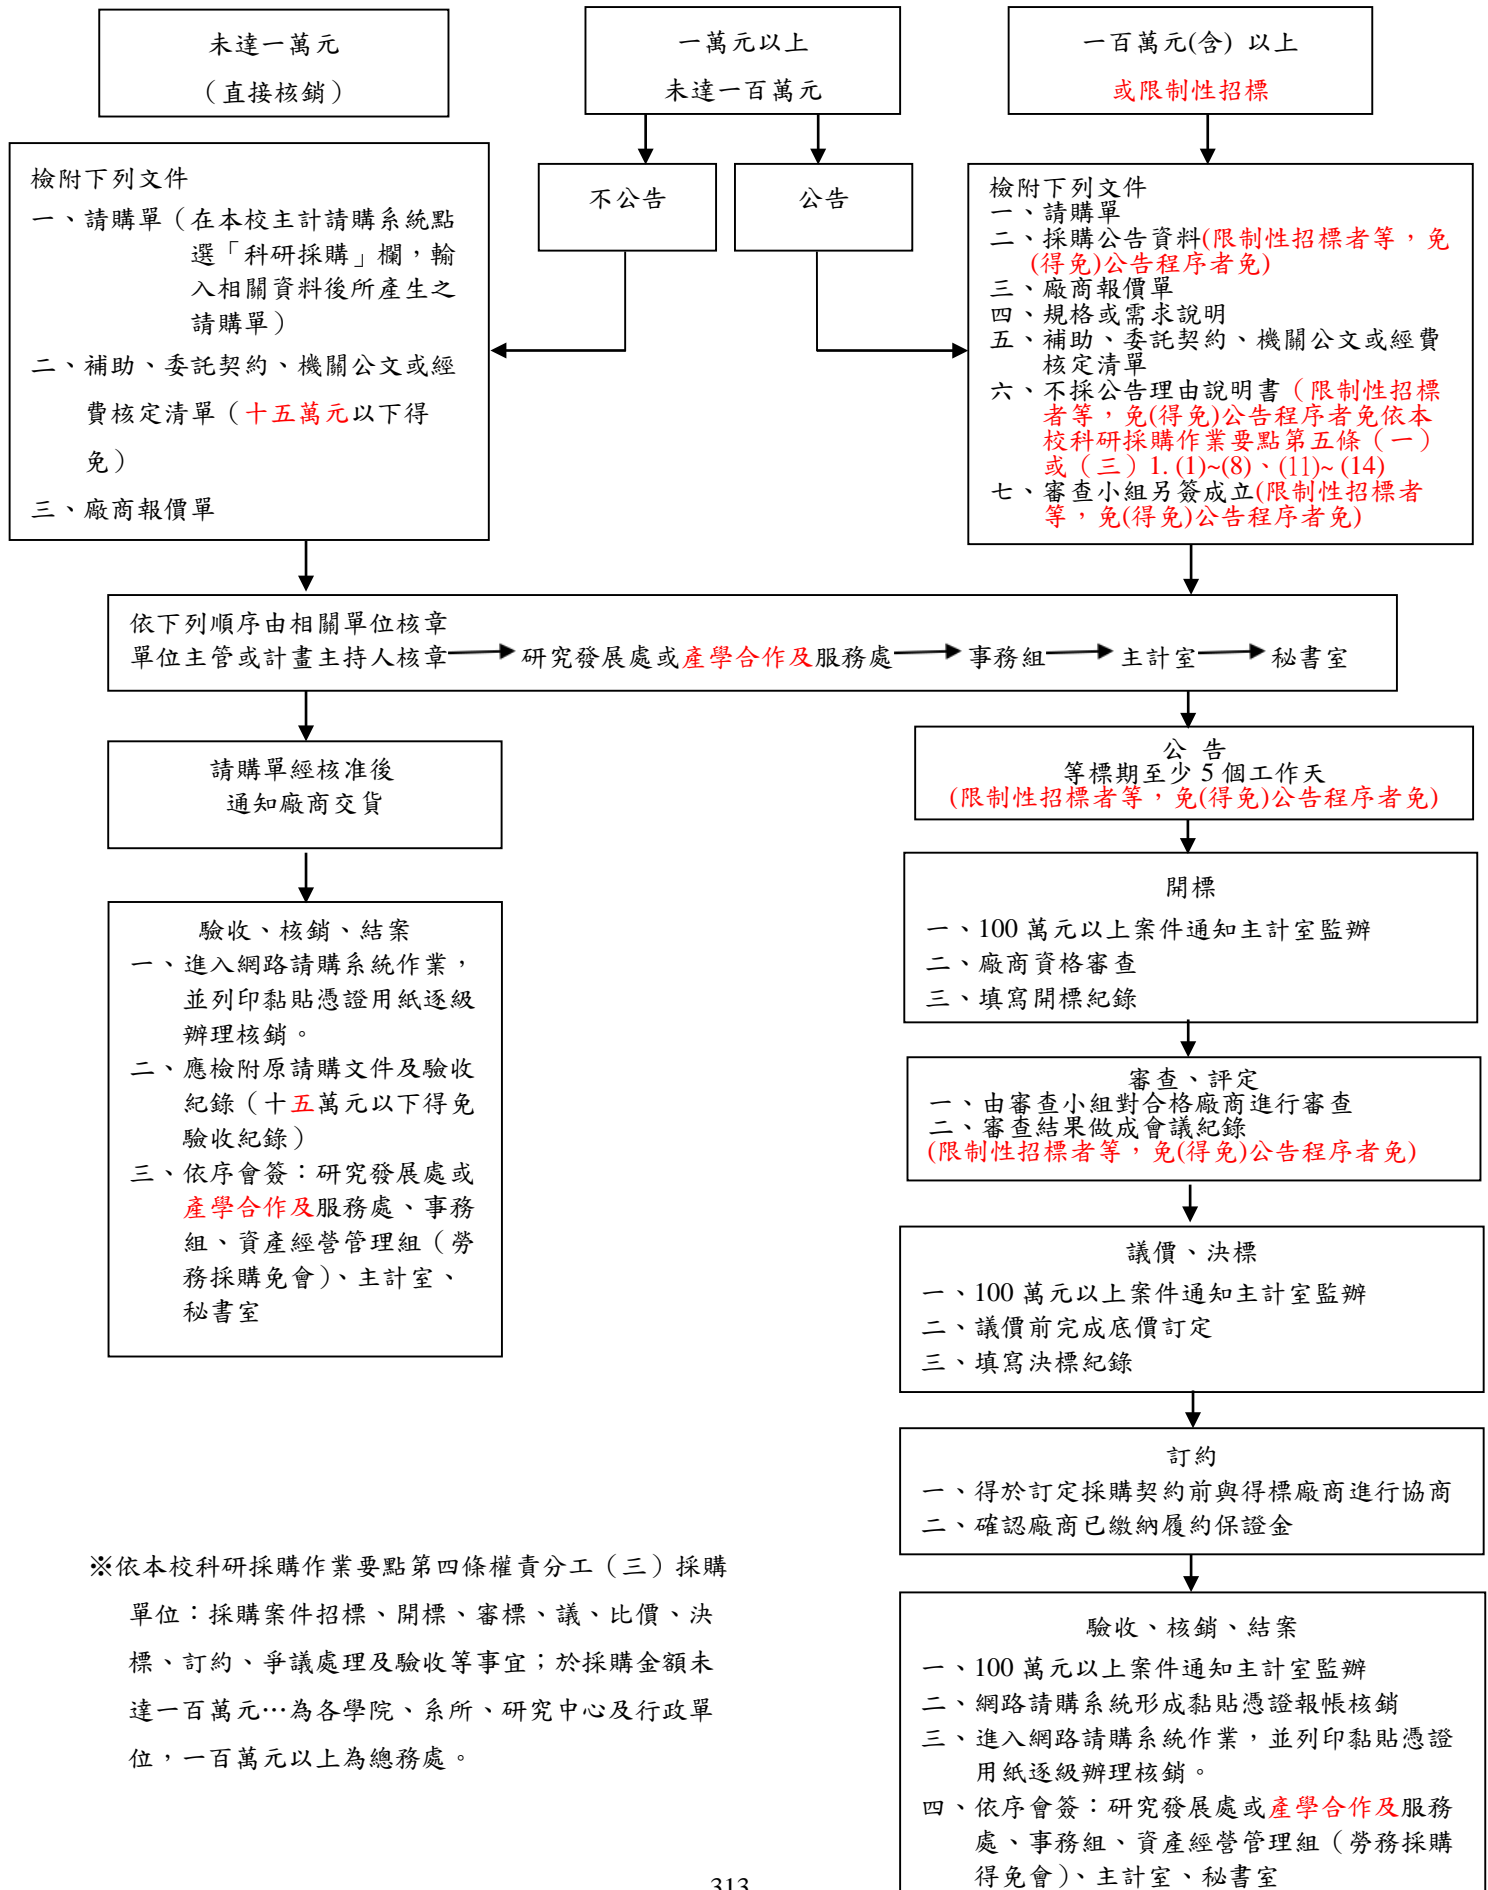 未達一萬元
（直接核銷）
一萬元以上
未達一百萬元
一百萬元(含) 以上
或限制性招標
不公告
公告
檢附下列文件
一、請購單（在本校主計請購系統點
選「科研採購」欄，輸
入相關資料後所產生之
請購單）
二、補助、委託契約、機關公文或經
費核定清單（十五萬元以下得
免）
三、廠商報價單
檢附下列文件
一、請購單
二、採購公告資料(限制性招標者等，免
(得免)公告程序者免)
三、廠商報價單
四、規格或需求說明
五、補助、委託契約、機關公文或經費
核定清單
六、不採公告理由說明書（限制性招標
者等，免(得免)公告程序者免依本
校科研採購作業要點第五條（一）
或（三）1. (1)~(8)、(11)~ (14)
七、審查小組另簽成立(限制性招標者
等，免(得免)公告程序者免)
依下列順序由相關單位核章
單位主管或計畫主持人核章 研究發展處或產學合作及服務處 事務組 主計室 秘書室
請購單經核准後
通知廠商交貨
驗收、核銷、結案
一、進入網路請購系統作業，
並列印黏貼憑證用紙逐級
辦理核銷。
二、應檢附原請購文件及驗收
紀錄（十五萬元以下得免
驗收紀錄）
三、依序會簽：研究發展處或
產學合作及服務處、事務
組、資產經營管理組（勞
務採購免會）、主計室、
秘書室
公 告
等標期至少 5 個工作天
(限制性招標者等，免(得免)公告程序者免)
開標
一、100 萬元以上案件通知主計室監辦
二、廠商資格審查
三、填寫開標紀錄
審查、評定
一、由審查小組對合格廠商進行審查
二、審查結果做成會議紀錄
(限制性招標者等，免(得免)公告程序者免)
議價、決標
一、100 萬元以上案件通知主計室監辦
二、議價前完成底價訂定
三、填寫決標紀錄
訂約
一、得於訂定採購契約前與得標廠商進行協商
二、確認廠商已繳納履約保證金
驗收、核銷、結案
一、100 萬元以上案件通知主計室監辦
二、網路請購系統形成黏貼憑證報帳核銷
三、進入網路請購系統作業，並列印黏貼憑證
用紙逐級辦理核銷。
四、依序會簽：研究發展處或產學合作及服務
處、事務組、資產經營管理組（勞務採購
得免會）、主計室、秘書室
※依本校科研採購作業要點第四條權責分工（三）採購
單位：採購案件招標、開標、審標、議、比價、決
標、訂約、爭議處理及驗收等事宜；於採購金額未
達一百萬元…為各學院、系所、研究中心及行政單
位，一百萬元以上為總務處。
313